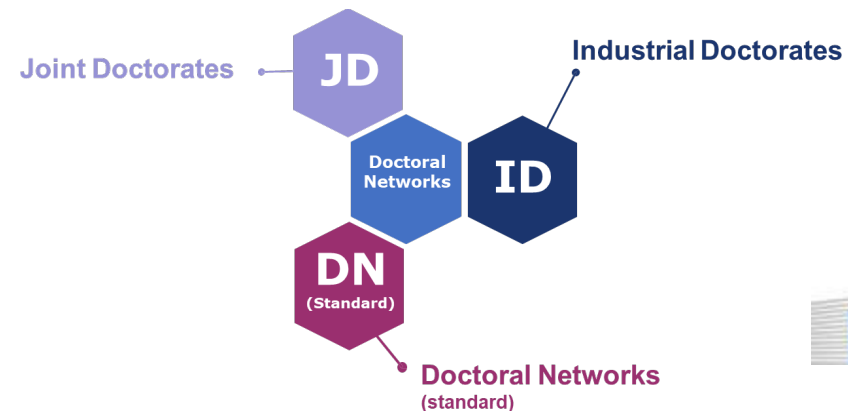 JD
Joint Doctorates
Industrial Doctorates
Doctoral
Networks
ID
DN
(Standard)
Doctoral Networks
(standard)